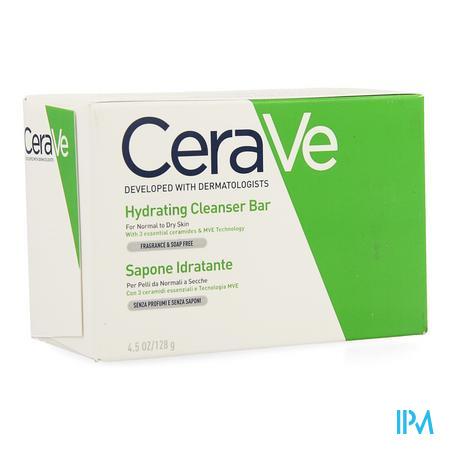 CeraVe
DEVELOPED WITH DERMATOLOGISTS
Hydrating Cleanser Bar
For Normal to Dry Skin
With 3 essential ceramides & MVE Technology
FRAGRANCE & SOAP FREE
Sapone Idratante
Per Pelli da Normali a Secche
Con 3 ceramidi essenziali e Tecnologia MVE
SENZA PROFUMI E SENZA SAPONI
4.5 OZ/128 g
CeraVe
IPM